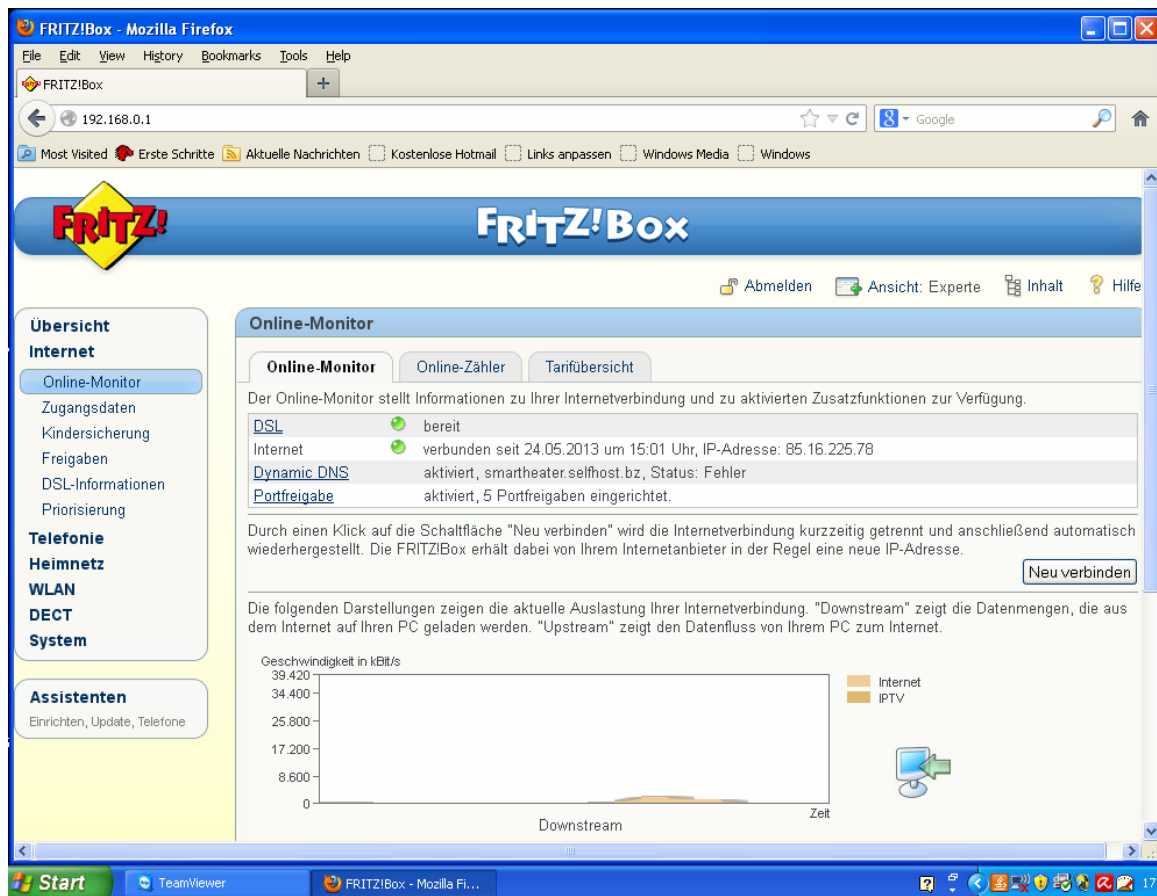 FRITZ!Box - Mozilla Firefox
File Edit View History Bookmarks Tools Help
FRITZ!Box
192.168.0.1
Google
Most Visited Erste Schritte Aktuelle Nachrichten Kostenlose Hotmail Links anpassen Windows Media Windows
FRITZ!
FRITZ!Box
Abmelden Ansicht: Experte Inhalt Hilfe
Übersicht
Internet
Online-Monitor
Zugangsdaten
Kindersicherung
Freigaben
DSL-Informationen
Priorisierung
Telefonie
Heimnetz
WLAN
DECT
System
Assistenten
Einrichten, Update, Telefone
Online-Monitor
Online-Monitor Online-Zähler Tarifübersicht
Der Online-Monitor stellt Informationen zu Ihrer Internetverbindung und zu aktivierten Zusatzfunktionen zur Verfügung.
DSL bereit
Internet verbunden seit 24.05.2013 um 15:01 Uhr, IP-Adresse: 85.16.225.78
Dynamic DNS aktiviert, smartheater.selfhost.bz, Status: Fehler
Portfreigabe aktiviert, 5 Portfreigaben eingerichtet.
Durch einen Klick auf die Schaltfläche "Neu verbinden" wird die Internetverbindung kurzzeitig getrennt und anschließend automatisch
wiederhergestellt. Die FRITZ!Box erhält dabei von Ihrem Internetanbieter in der Regel eine neue IP-Adresse.
Neu verbinden
Die folgenden Darstellungen zeigen die aktuelle Auslastung Ihrer Internetverbindung. "Downstream" zeigt die Datenmengen, die aus
dem Internet auf Ihren PC geladen werden. "Upstream" zeigt den Datenfluss von Ihrem PC zum Internet.
Geschwindigkeit in kBit/s
39.420
34.400
25.800
17.200
8.600
0
Internet
IPTV
Zeit
Downstream
Start TeamViewer FRITZ!Box - Mozilla Fi... 17